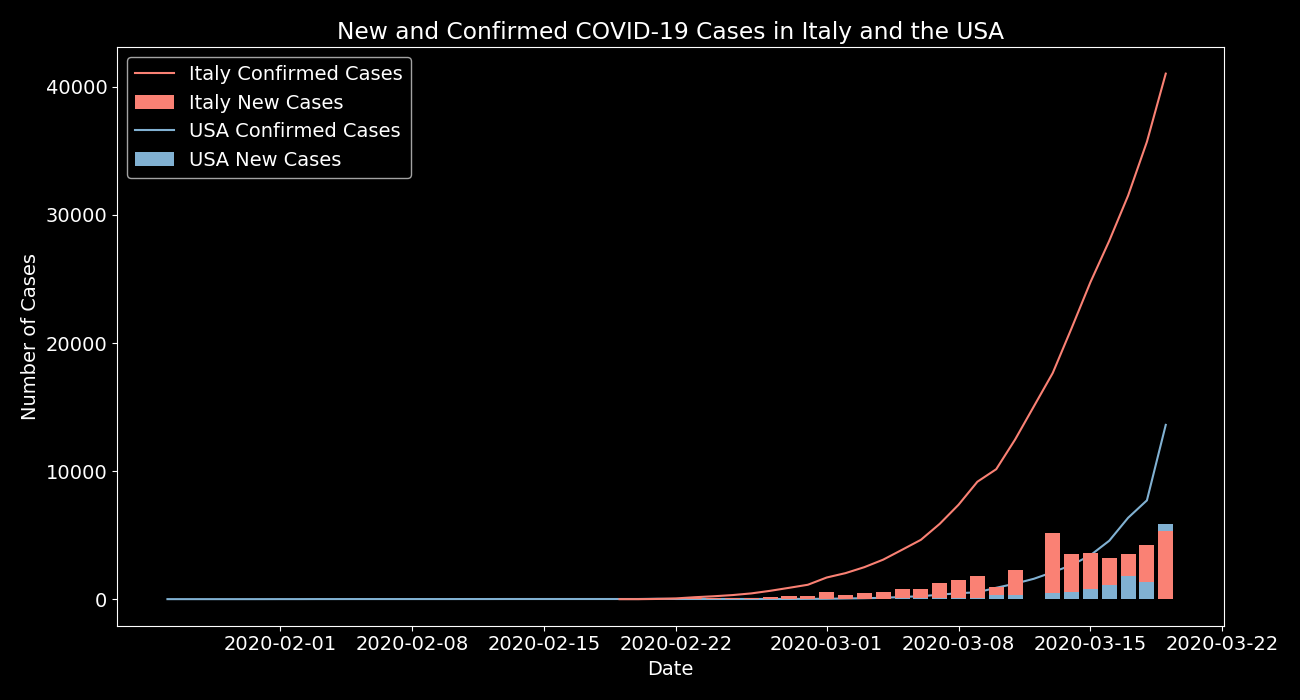 New and Confirmed COVID-19 Cases in Italy and the USA
Italy Confirmed Cases
Italy New Cases
USA Confirmed Cases
USA New Cases
Number of Cases
40000
30000
20000
10000
0
2020-02-01 2020-02-08 2020-02-15 2020-02-22 2020-03-01 2020-03-08 2020-03-15 2020-03-22
Date